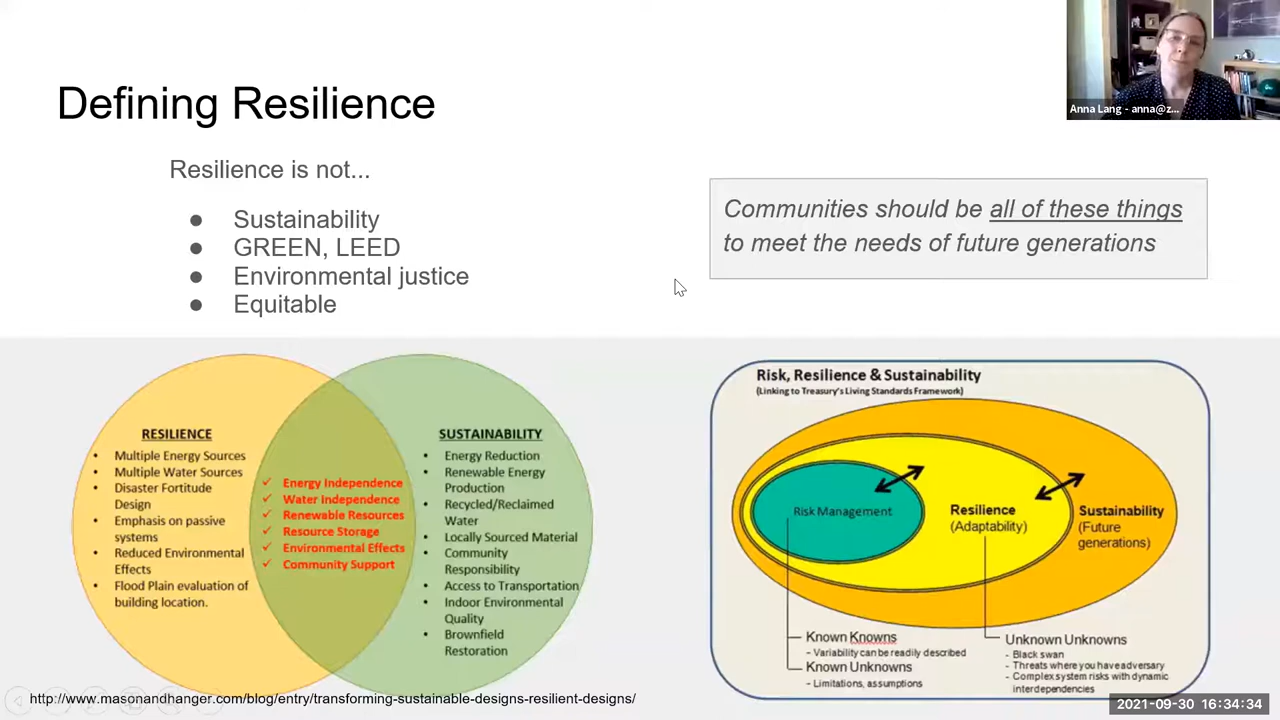 Anna Lang - anna@z...
Defining Resilience
Resilience is not...
● Sustainability
● GREEN, LEED
● Environmental justice
● Equitable
Communities should be all of these things
to meet the needs of future generations
RESILIENCE
• Multiple Energy Sources
• Multiple Water Sources
• Disaster Fortitude
Design
• Emphasis on passive
systems
• Reduced Environmental
Effects
• Flood Plain evaluation of
building location.
✓ Energy Independence
✓ Water Independence
✓ Renewable Resources
✓ Resource Storage
✓ Environmental Effects
✓ Community Support
SUSTAINABILITY
• Energy Reduction
• Renewable Energy
Production
• Recycled/Reclaimed
Water
• Locally Sourced Material
• Community
Responsibility
• Access to Transportation
• Indoor Environmental
Quality
• Brownfield
Restoration
http://www.masonandhanger.com/blog/entry/transforming-sustainable-designs-resilient-designs/
Risk, Resilience & Sustainability
(Linking to Treasury's Living Standards Framework)
Risk Management
Resilience
(Adaptability)
Sustainability
(Future
generations)
Known Knowns
- Variability can be readily described
Known Unknowns
- Limitations, assumptions
Unknown Unknowns
- Black swan
- Threats where you have adversary
- Complex system risks with dynamic
interdependencies
2021-09-30 16:34:34